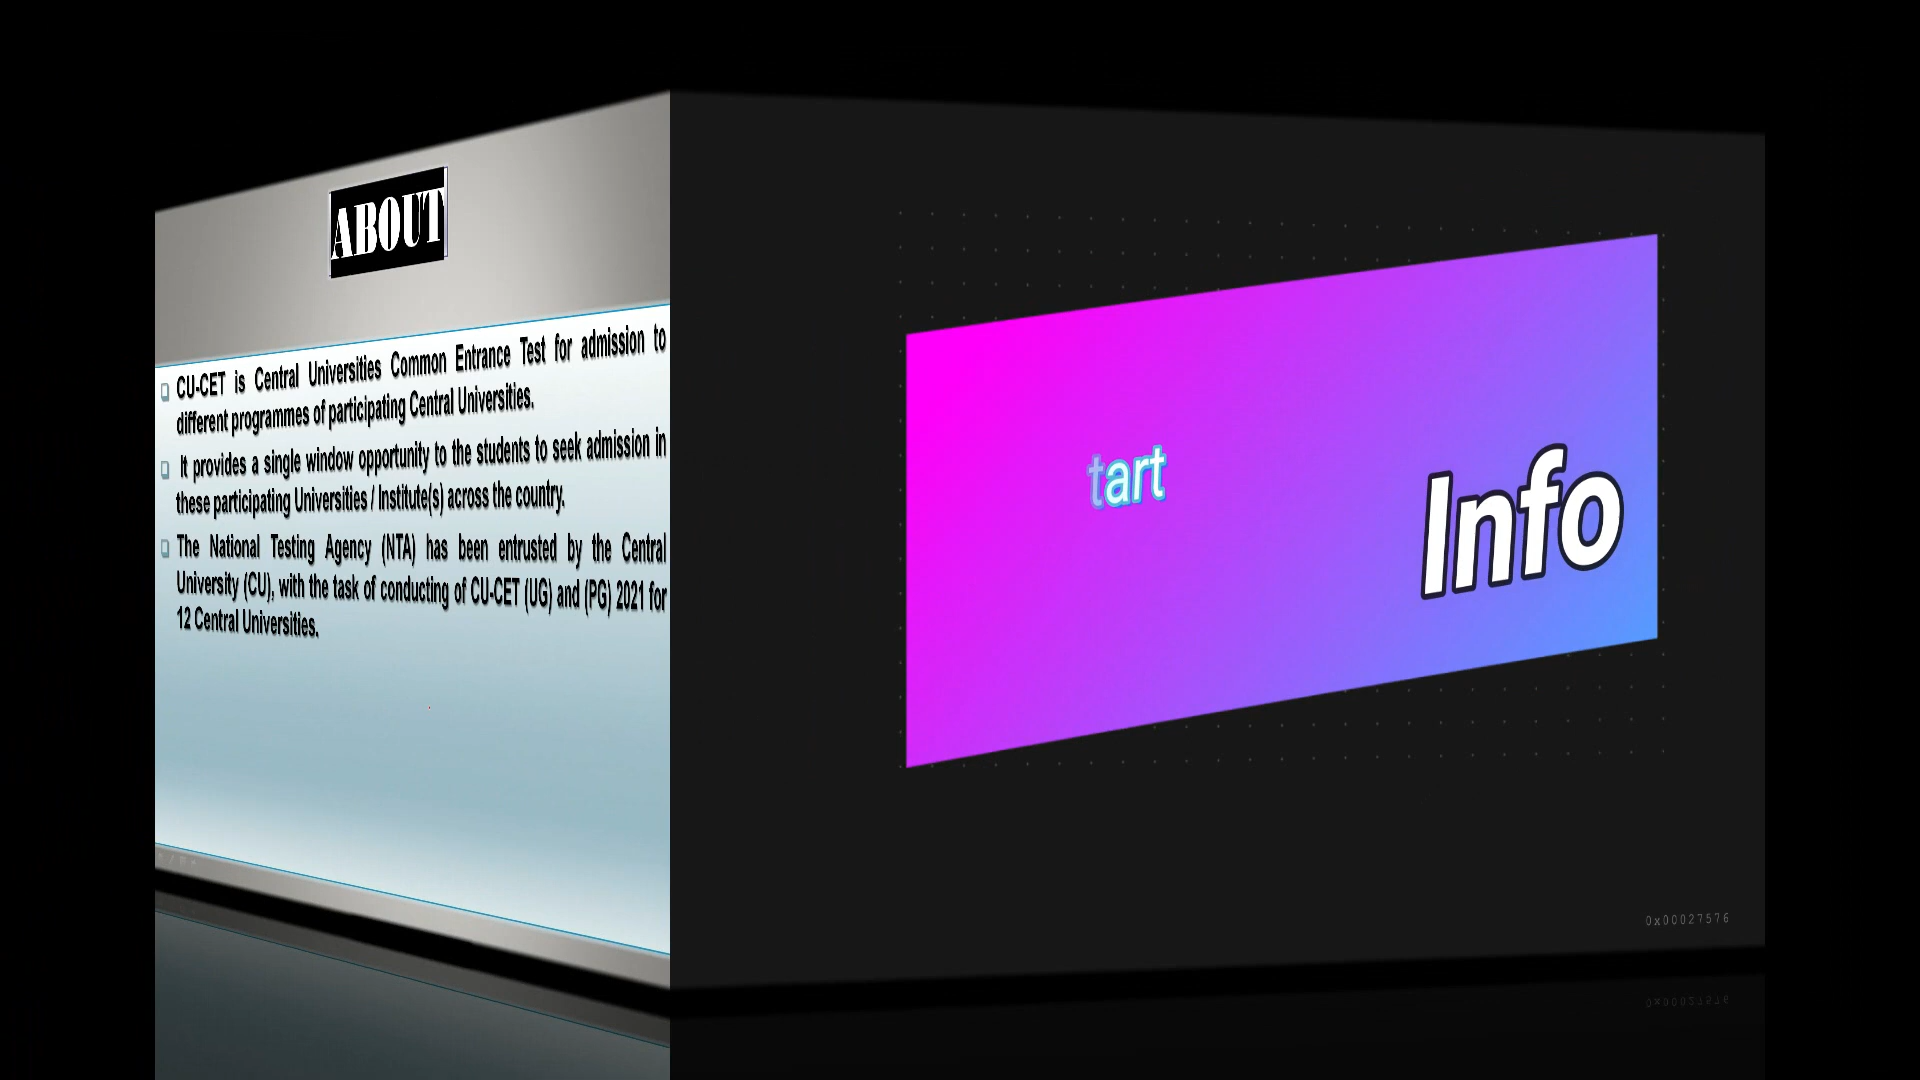 ABOUT
CU-CET is Central Universities Common Entrance Test for admission to
different programmes of participating Central Universities.
It provides a single window opportunity to the students to seek admission in
these participating Universities / Institute(s) across the country.
The National Testing Agency (NTA) has been entrusted by the Central
University (CU), with the task of conducting of CU-CET (UG) and (PG) 2021 for
12 Central Universities.
tart
Info
0x00027576